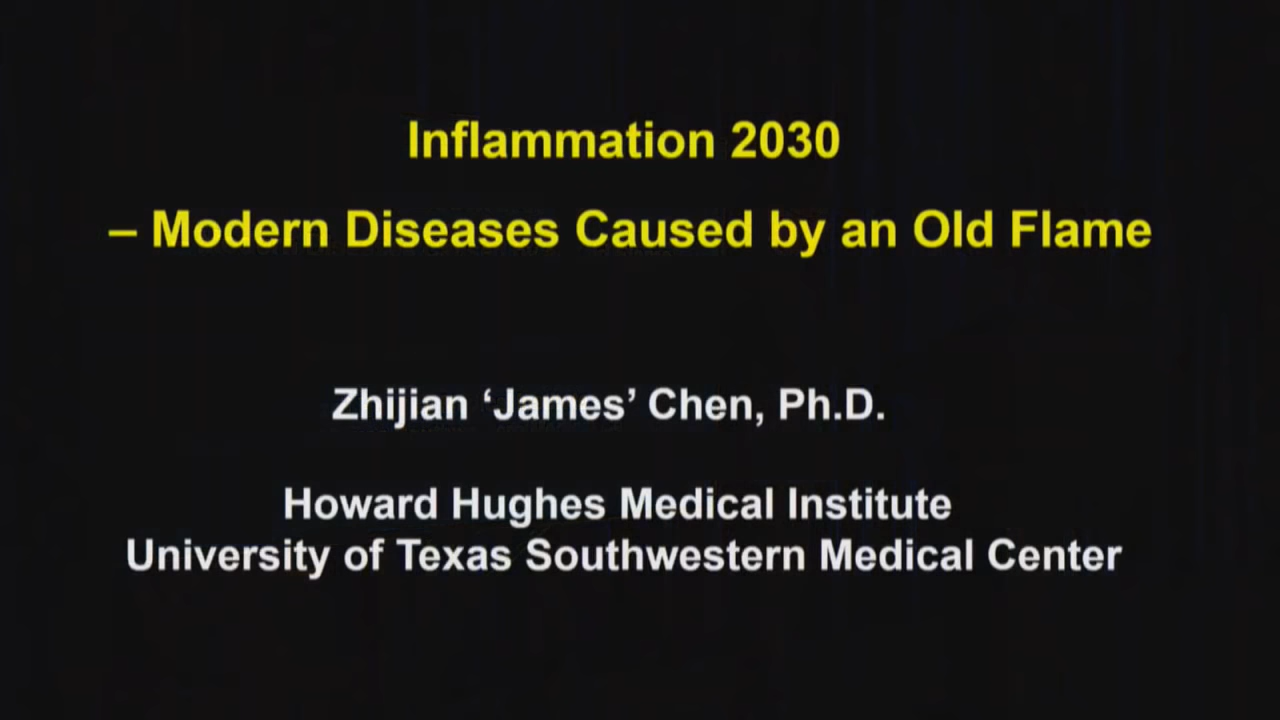 Inflammation 2030
– Modern Diseases Caused by an Old Flame
Zhijian ‘James’ Chen, Ph.D.
Howard Hughes Medical Institute
University of Texas Southwestern Medical Center